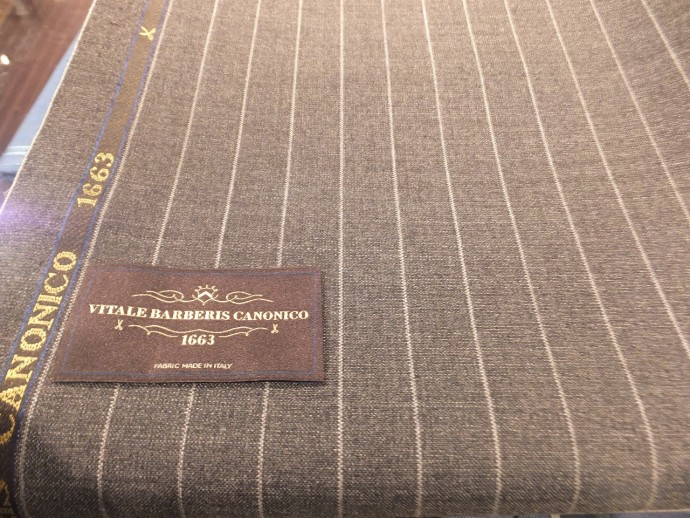 CANONICO 1663
VITALE BARBERIS CANONICO
1663
FABRIC MADE IN ITALY